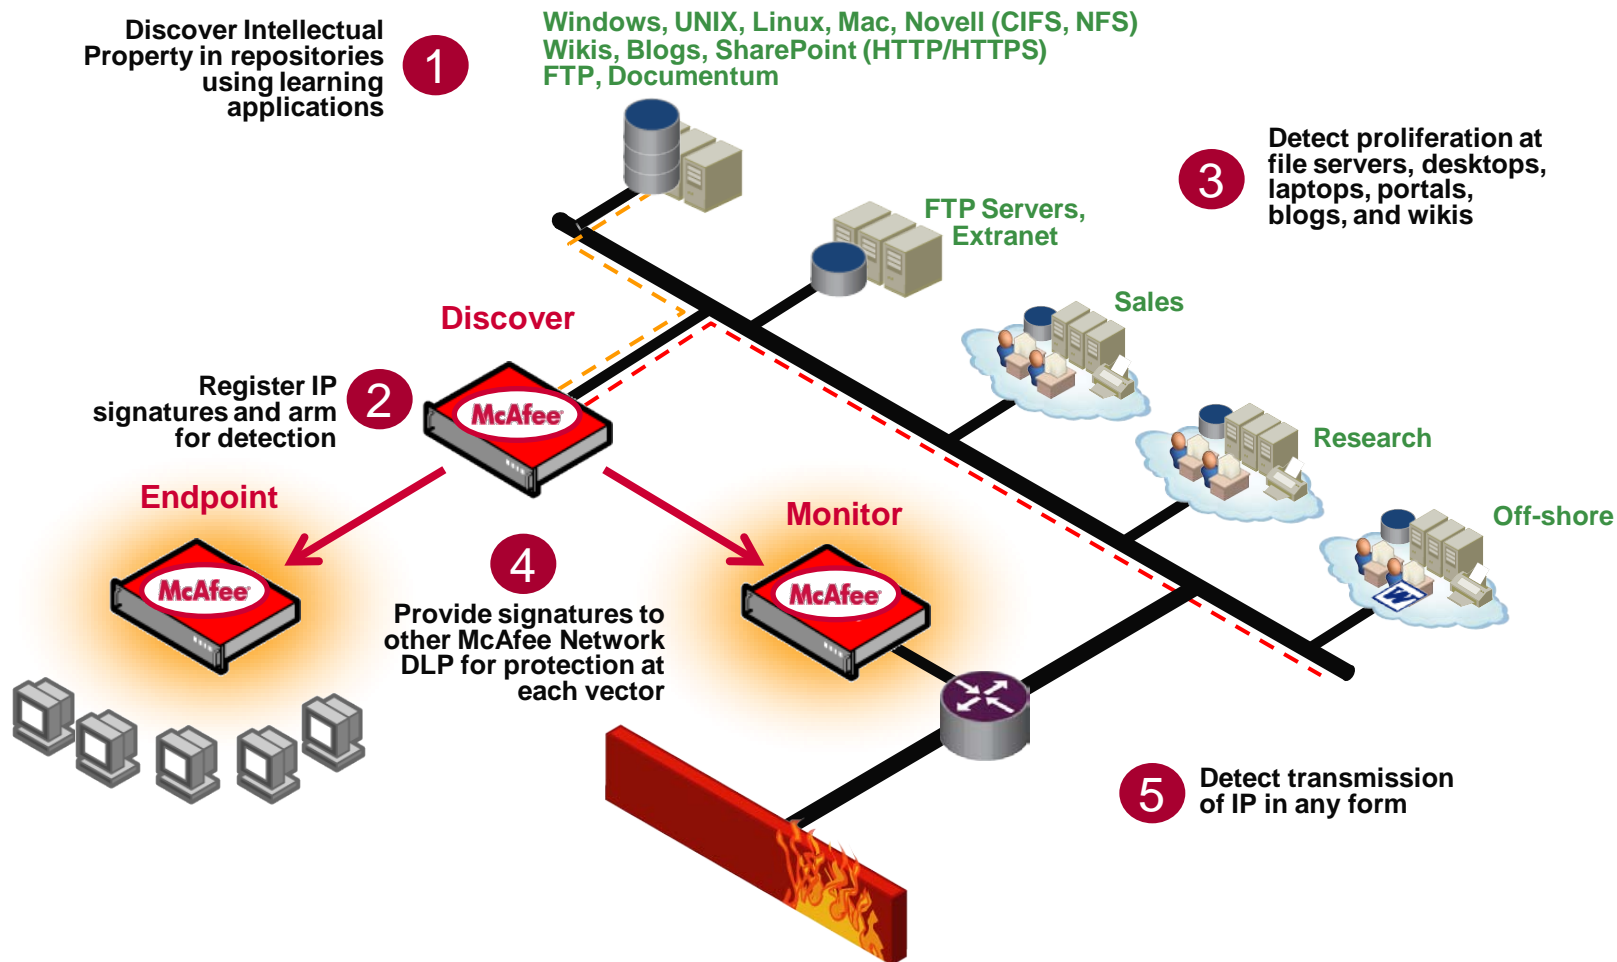 Discover Intellectual
Property in repositories
using learning
applications
1
Windows, UNIX, Linux, Mac, Novell (CIFS, NFS)
Wikis, Blogs, SharePoint (HTTP/HTTPS)
FTP, Documentum
3
Detect proliferation at
file servers, desktops,
laptops, portals,
blogs, and wikis
FTP Servers,
Extranet
Sales
Discover
Register IP
signatures and arm
for detection
2
McAfee
Research
Endpoint
Monitor
Off-shore
McAfee
4
Provide signatures to
other McAfee Network
DLP for protection at
each vector
McAfee
W
5
Detect transmission
of IP in any form